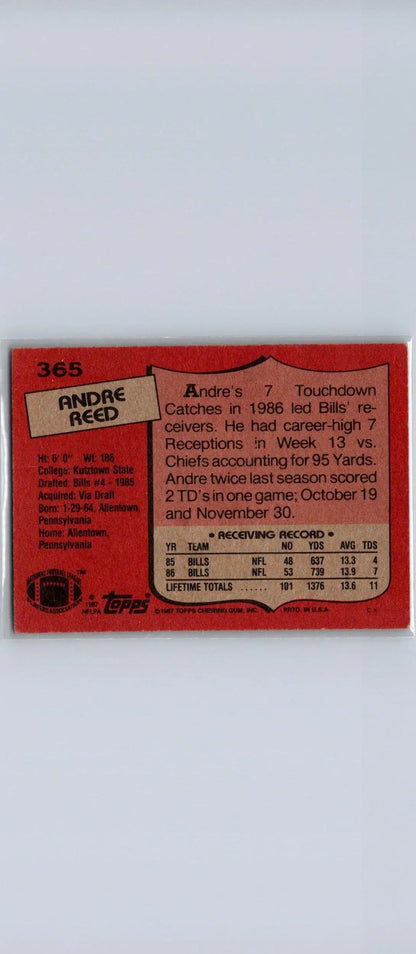 365
ANDRE
REED
Ht: 6' 0" Wt: 186
College: Kutztown State
Drafted: Bills #4 - 1985
Acquired: Via Draft
Born: 1-29-64, Allentown,
Pennsylvania
Home: Allentown,
Pennsylvania
Andre's 7 Touchdown
Catches in 1986 led Bills' re-
ceivers. He had career-high 7
Receptions in Week 13 vs.
Chiefs accounting for 95 Yards.
Andre twice last season scored
2 TD's in one game; October 19
and November 30.
• RECEIVING RECORD •
YR TEAM NO YDS AVG TDS
85 BILLS NFL 48 637 13.3 4
86 BILLS NFL 53 739 13.9 7
LIFETIME TOTALS ...... 101 1376 13.6 11
TM
© 1987 NFLPA
topps®
© 1987 TOPPS CHEWING GUM, INC. PRTD. IN U.S.A.